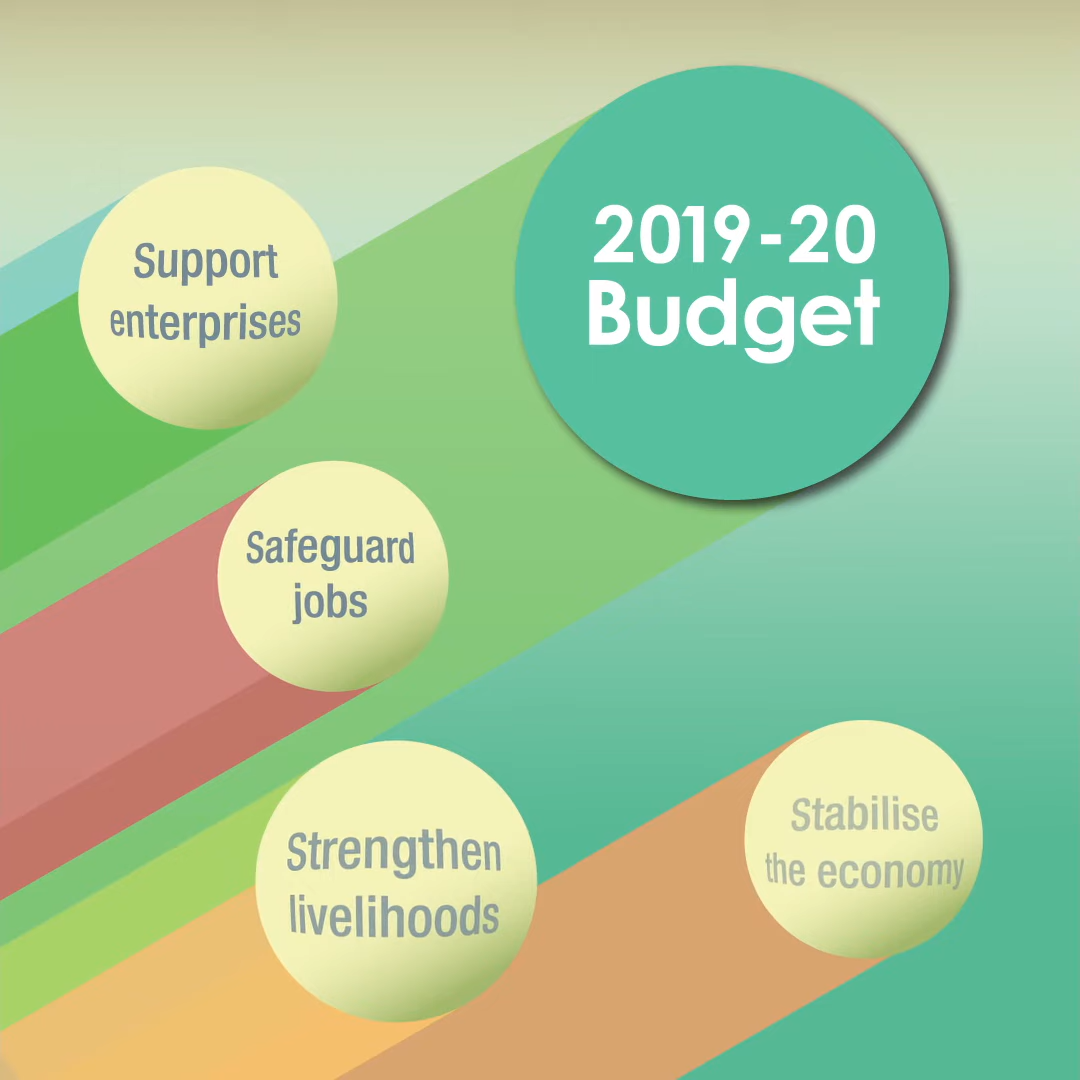 2019-20
Budget
Support
enterprises
Safeguard
jobs
Strengthen
livelihoods
Stabilise
the economy